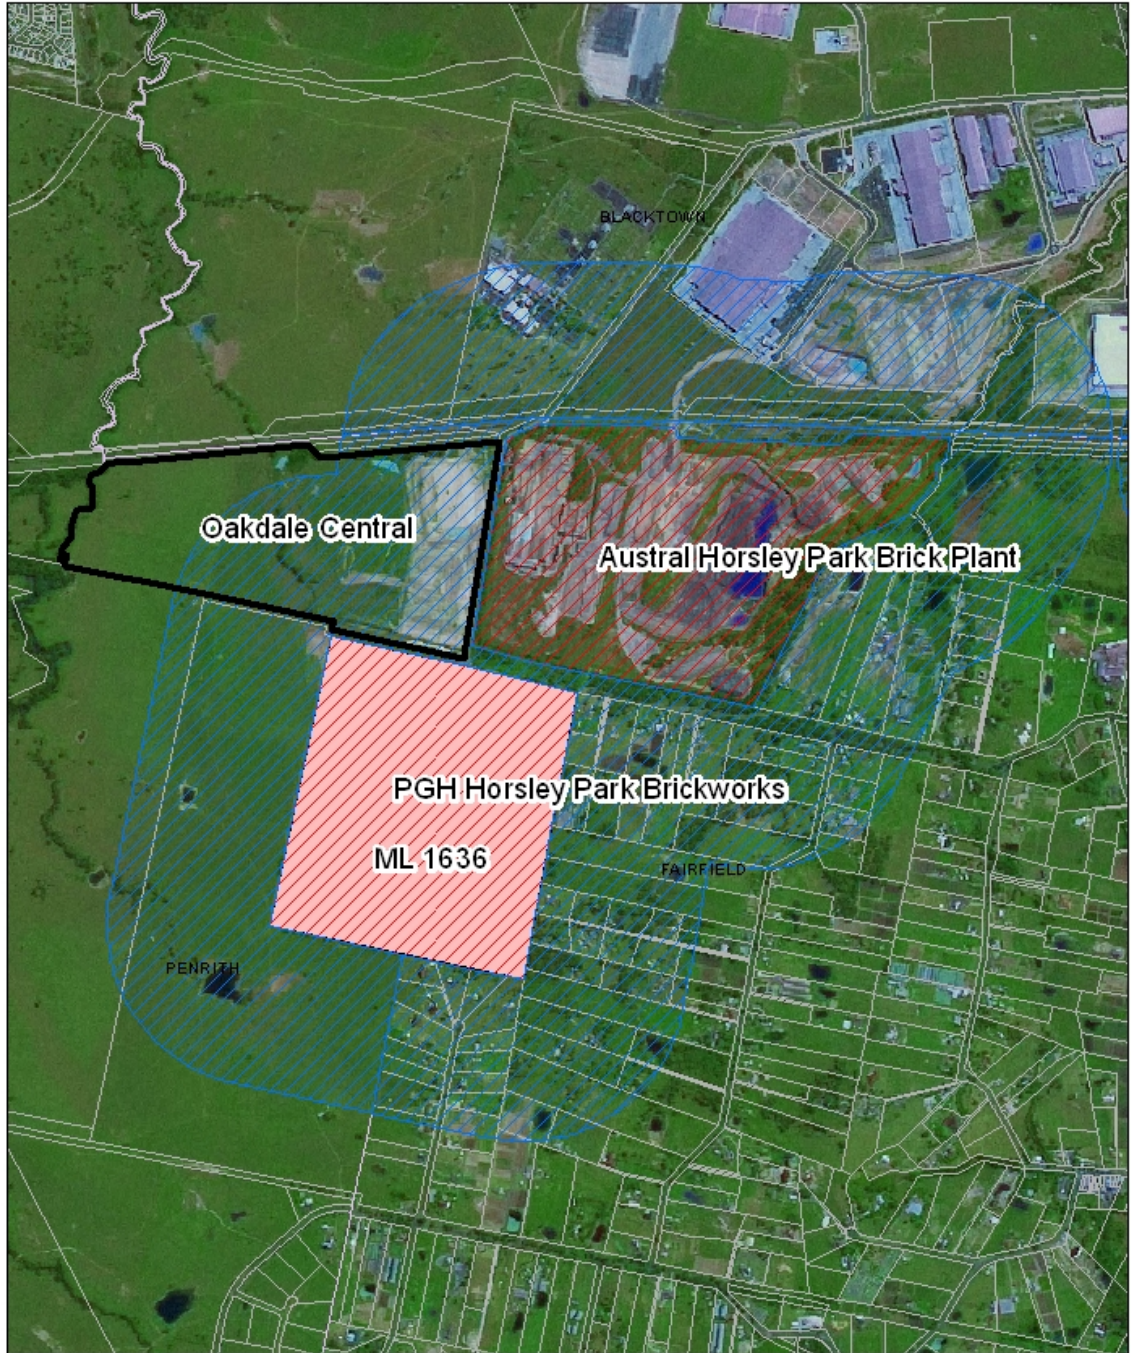 BLACKTOWN
Oakdale Central
Austral Horsley Park Brick Plant
PGH Horsley Park Brickworks
ML 1636
FAIRFIELD
PENRITH